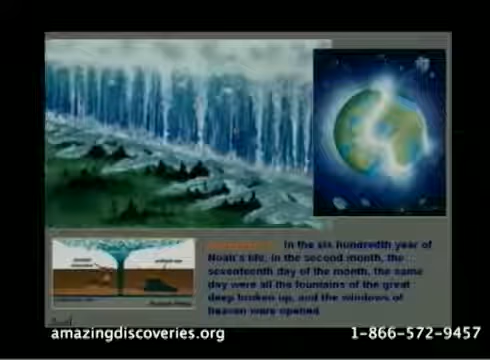 In the six hundredth year of
Noah's life, in the second month, the
seventeenth day of the month, the same
day were all the fountains of the great
deep broken up, and the windows of
heaven were opened
amazingdiscoveries.org
1-866-572-9457